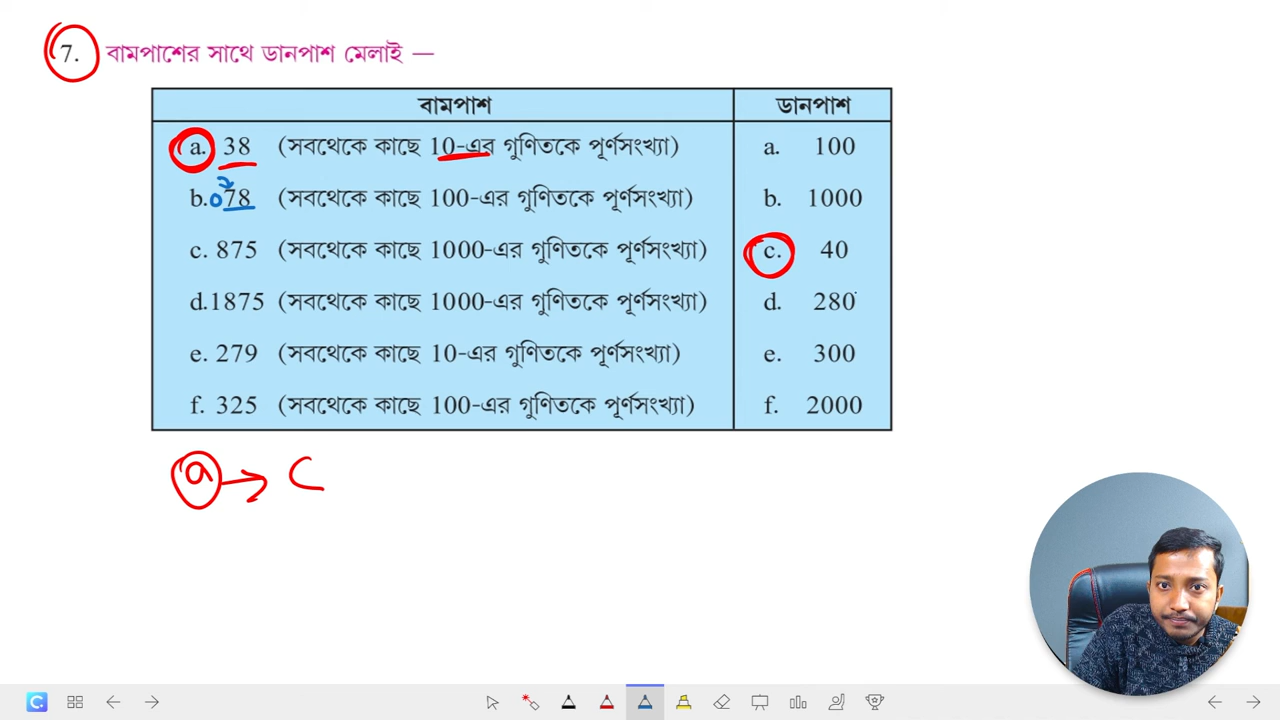 7. বামপাশের সাথে ডানপাশ মেলাই —
বামপাশ ডানপাশ
a. 38 (সবথেকে কাছে 10-এর গুণিতকে পূর্ণসংখ্যা) a. 100
b. 078 (সবথেকে কাছে 100-এর গুণিতকে পূর্ণসংখ্যা) b. 1000
c. 875 (সবথেকে কাছে 1000-এর গুণিতকে পূর্ণসংখ্যা) c. 40
d. 1875 (সবথেকে কাছে 1000-এর গুণিতকে পূর্ণসংখ্যা) d. 280
e. 279 (সবথেকে কাছে 10-এর গুণিতকে পূর্ণসংখ্যা) e. 300
f. 325 (সবথেকে কাছে 100-এর গুণিতকে পূর্ণসংখ্যা) f. 2000
a → c